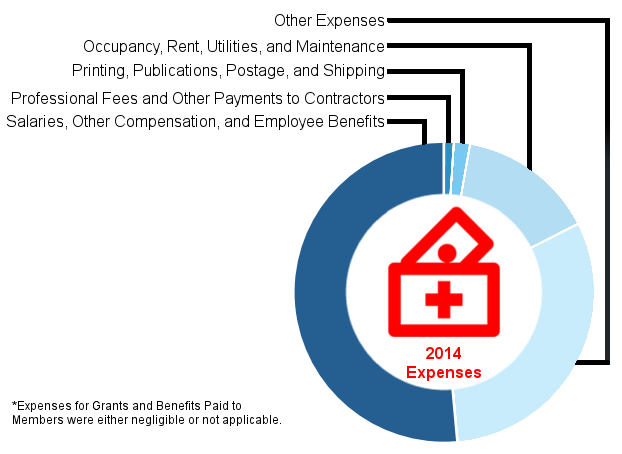 Other Expenses
Occupancy, Rent, Utilities, and Maintenance
Printing, Publications, Postage, and Shipping
Professional Fees and Other Payments to Contractors
Salaries, Other Compensation, and Employee Benefits
2014
Expenses
*Expenses for Grants and Benefits Paid to
Members were either negligible or not applicable.